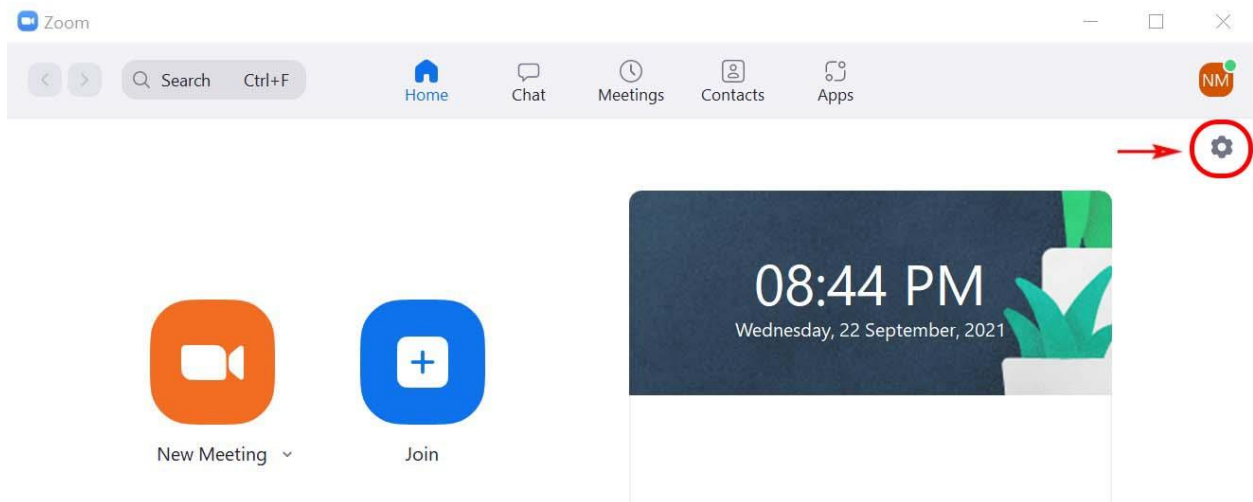 Zoom
Search Ctrl+F
Home Chat Meetings Contacts Apps
NM
08:44 PM
Wednesday, 22 September, 2021
New Meeting Join